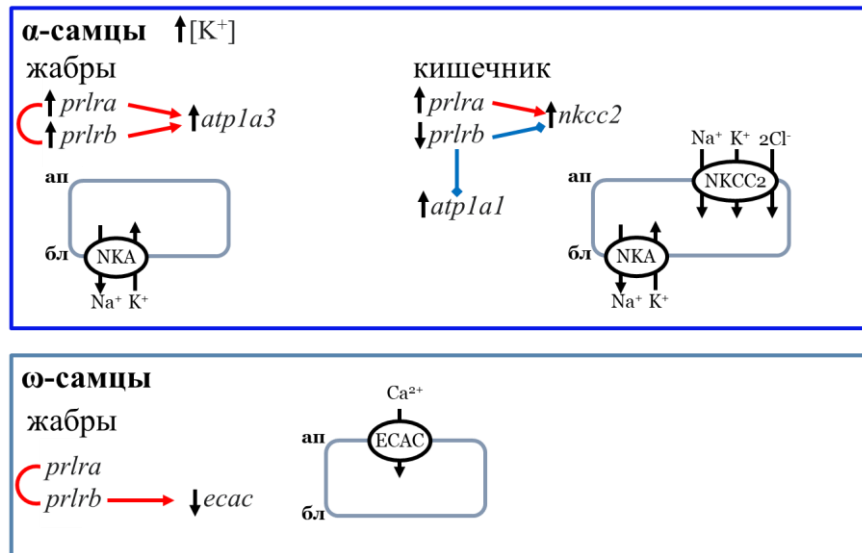 α-самцы ↑[K⁺]
жабры
↑prlra
↑prlrb
↑atp1a3
ап
бл
NKA
Na⁺ K⁺
кишечник
↑prlra
↓prlrb
↑nkcc2
↑atp1a1
Na⁺ K⁺ 2Cl⁻
ап
NKCC2
бл
NKA
Na⁺ K⁺
ω-самцы
жабры
prlra
prlrb
↓ecac
Ca²⁺
ап
ECAC
бл